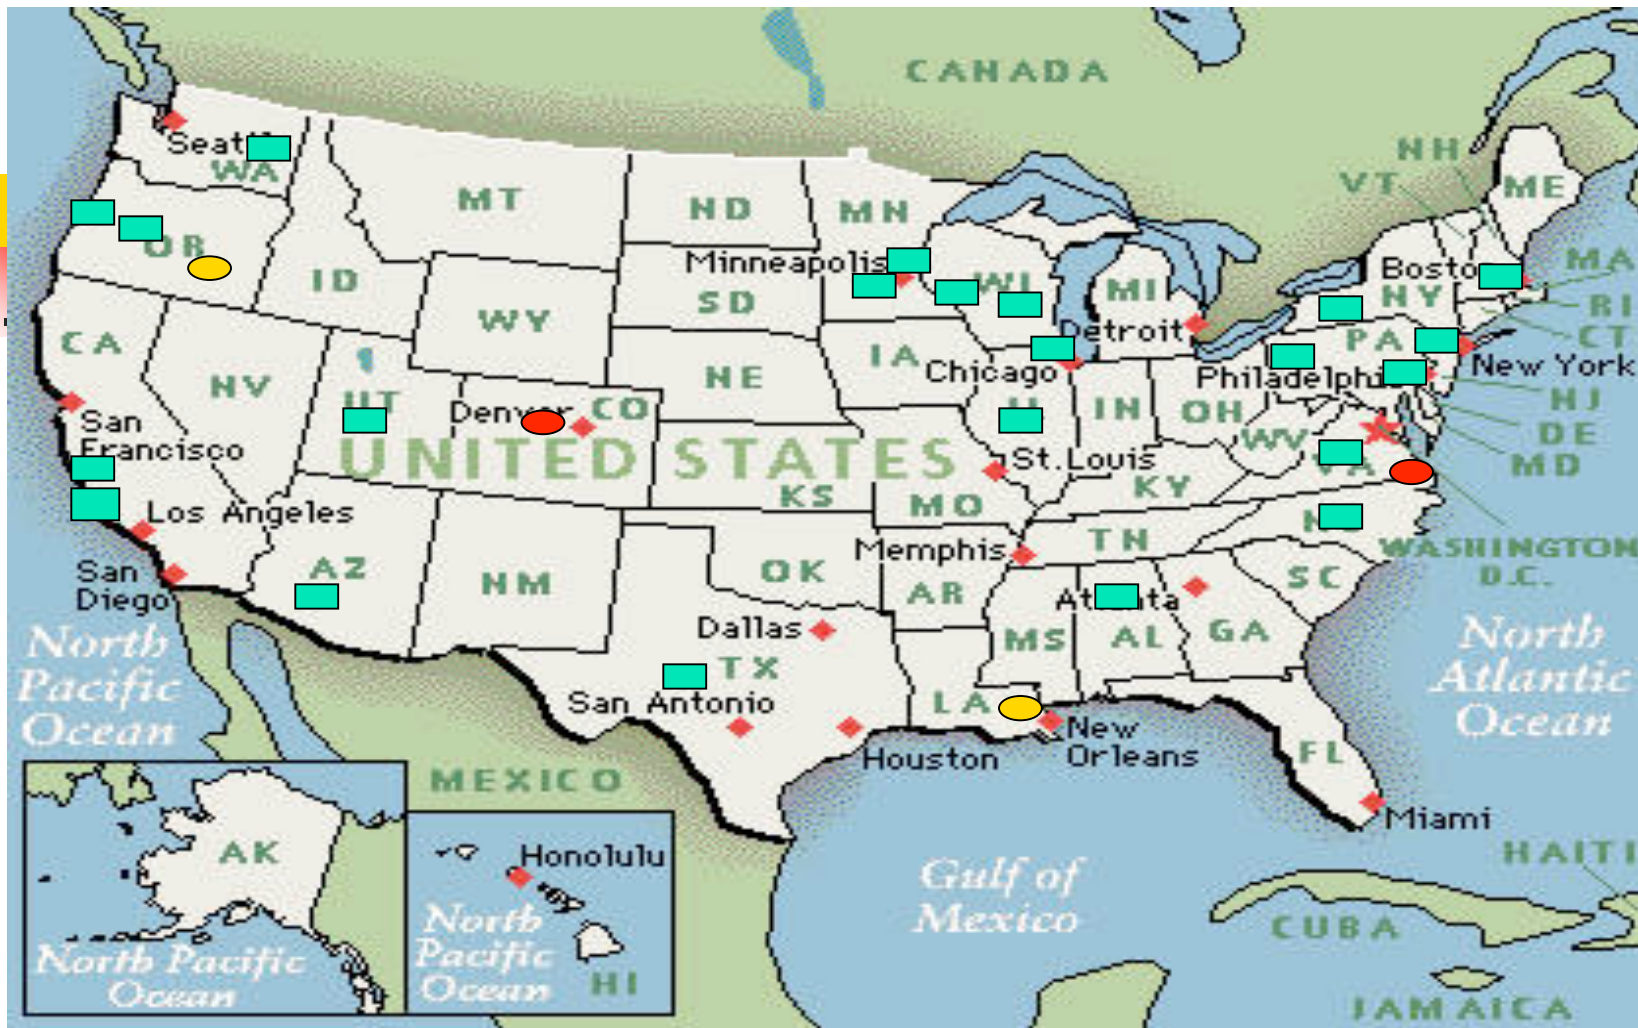 CANADA
NH
VT
ME
WA
MT
ND
MN
OR
Minneapolis
WI
MI
Bosto
MA
ID
SD
NY
RI
WY
Detroit
PA
CT
CA
IA
Chicago
New York
NV
NE
Philadelphi
UT
Denver
CO
IN
OH
NJ
San
Francisco
WV
DE
UNITED STATES
St.Louis
VA
MD
KS
KY
Los Angeles
MO
TN
Memphis
WASHINGTON
D.C.
San
Diego
AZ
NM
OK
AR
SC
Dallas
MS
AL
GA
North
Pacific
Ocean
North
Atlantic
Ocean
TX
San Antonio
LA
New
Orleans
Houston
FL
MEXICO
Miami
AK
Honolulu
HAITI
Gulf of
Mexico
North
Pacific
Ocean
CUBA
North Pacific
Ocean
HI
JAMAICA